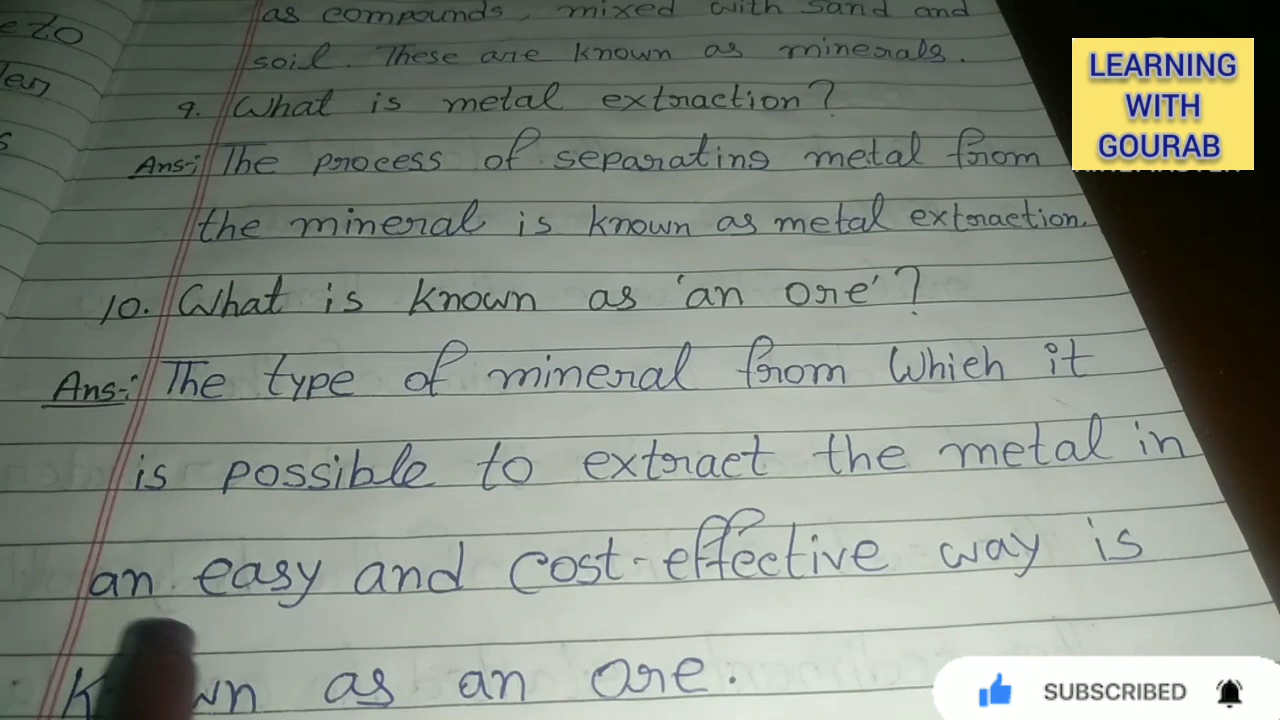 as compounds, mixed with sand and
soil. These are known as minerals.
9. What is metal extraction?
Ans:- The process of separating metal from
the mineral is known as metal extraction.
10. What is known as 'an ore'?
Ans:- The type of mineral from which it
is possible to extract the metal in
an easy and cost-effective way is
as an ore.
LEARNING
WITH
GOURAB
SUBSCRIBED